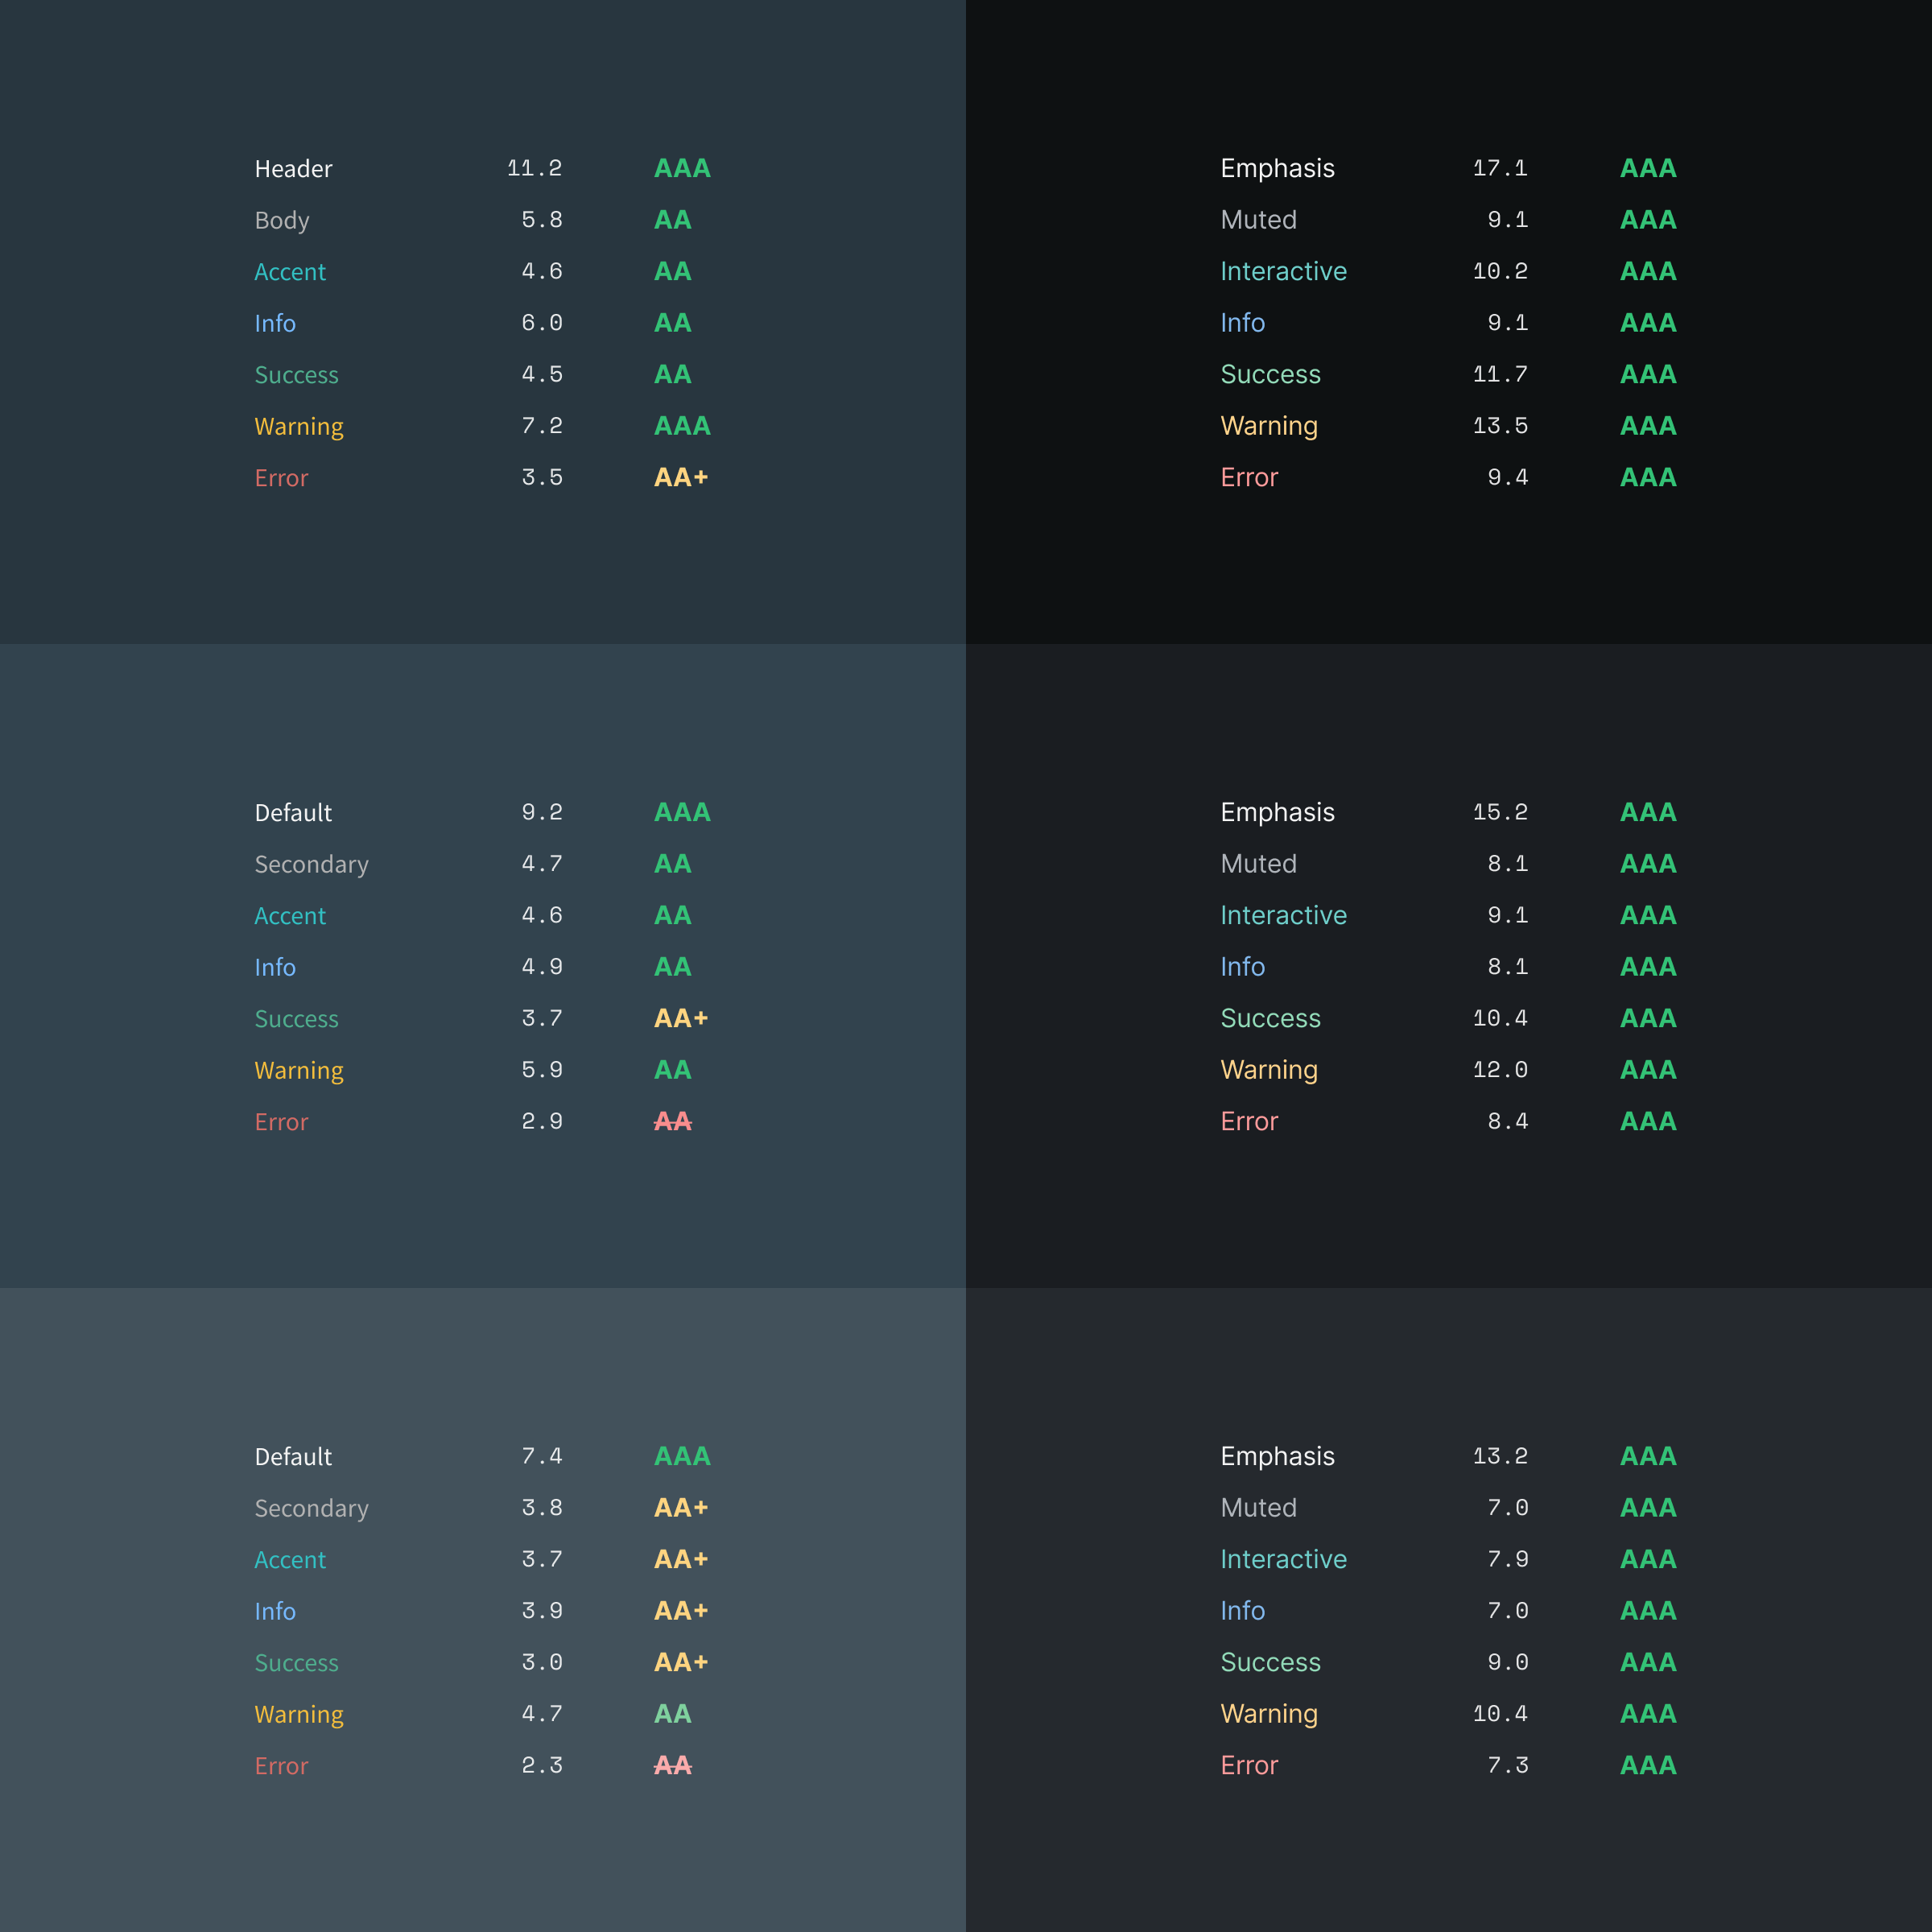 Header 11.2 AAA
Body 5.8 AA
Accent 4.6 AA
Info 6.0 AA
Success 4.5 AA
Warning 7.2 AAA
Error 3.5 AA+
Emphasis 17.1 AAA
Muted 9.1 AAA
Interactive 10.2 AAA
Info 9.1 AAA
Success 11.7 AAA
Warning 13.5 AAA
Error 9.4 AAA
Default 9.2 AAA
Secondary 4.7 AA
Accent 4.6 AA
Info 4.9 AA
Success 3.7 AA+
Warning 5.9 AA
Error 2.9 AA
Emphasis 15.2 AAA
Muted 8.1 AAA
Interactive 9.1 AAA
Info 8.1 AAA
Success 10.4 AAA
Warning 12.0 AAA
Error 8.4 AAA
Default 7.4 AAA
Secondary 3.8 AA+
Accent 3.7 AA+
Info 3.9 AA+
Success 3.0 AA+
Warning 4.7 AA
Error 2.3 AA
Emphasis 13.2 AAA
Muted 7.0 AAA
Interactive 7.9 AAA
Info 7.0 AAA
Success 9.0 AAA
Warning 10.4 AAA
Error 7.3 AAA